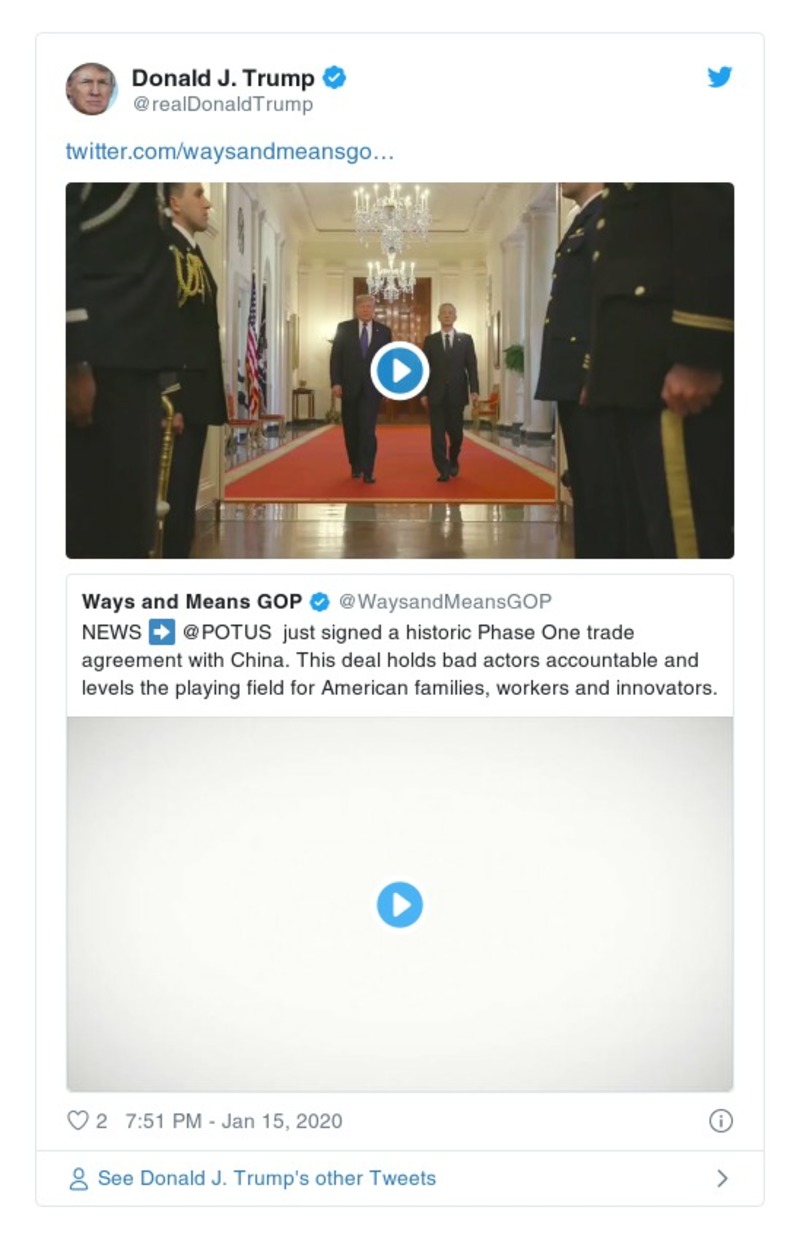 Donald J. Trump
@realDonaldTrump
twitter.com/waysandmeansgo…
Ways and Means GOP @WaysandMeansGOP
NEWS ➡ @POTUS just signed a historic Phase One trade
agreement with China. This deal holds bad actors accountable and
levels the playing field for American families, workers and innovators.
2 7:51 PM - Jan 15, 2020
See Donald J. Trump's other Tweets